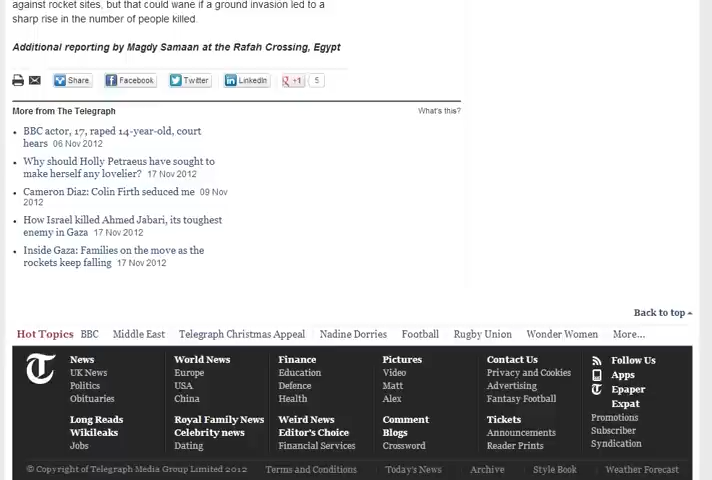 against rocket sites, but that could wane if a ground invasion led to a
sharp rise in the number of people killed.
Additional reporting by Magdy Samaan at the Rafah Crossing, Egypt
Share Facebook Twitter LinkedIn +1 5
More from The Telegraph What's this?
BBC actor, 17, raped 14-year-old, court
hears 06 Nov 2012
Why should Holly Petraeus have sought to
make herself any lovelier? 17 Nov 2012
Cameron Diaz: Colin Firth seduced me 09 Nov
2012
How Israel killed Ahmed Jabari, its toughest
enemy in Gaza 17 Nov 2012
Inside Gaza: Families on the move as the
rockets keep falling 17 Nov 2012
Back to top
Hot Topics BBC Middle East Telegraph Christmas Appeal Nadine Dorries Football Rugby Union Wonder Women More...
News World News Finance Pictures Contact Us Follow Us
UK News Europe Education Video Privacy and Cookies Apps
Politics USA Defence Matt Advertising Epaper
Obituaries China Health Alex Fantasy Football Expat
Long Reads Royal Family News Weird News Comment Tickets Promotions
Wikileaks Celebrity news Editor's Choice Blogs Announcements Subscriber
Jobs Dating Financial Services Crossword Reader Prints Syndication
© Copyright of Telegraph Media Group Limited 2012 Terms and Conditions Today's News Archive Style Book Weather Forecast